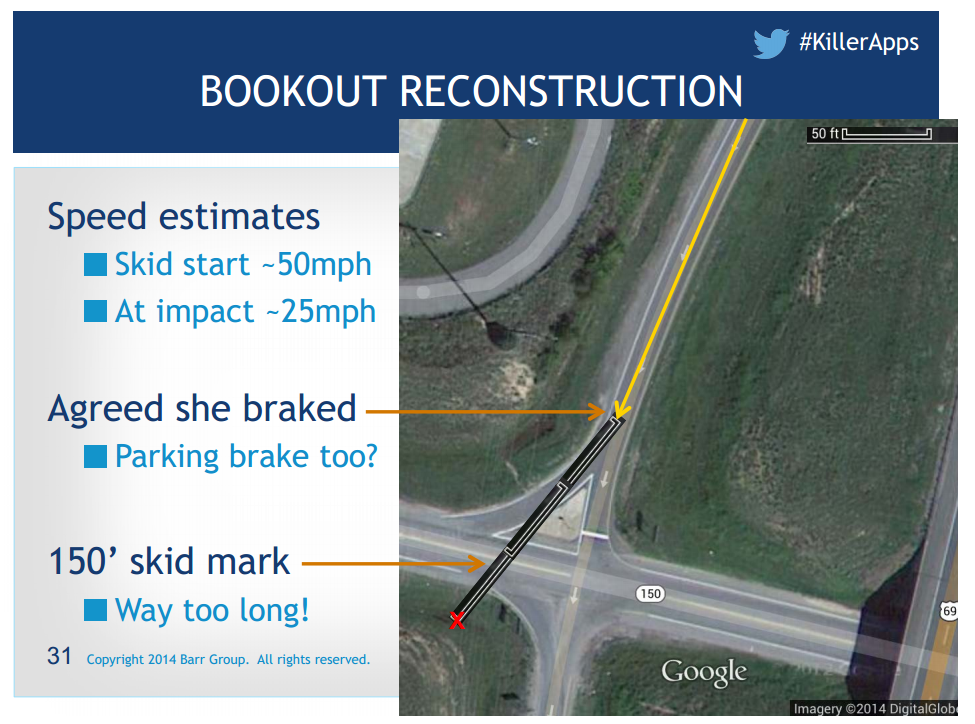 #KillerApps
BOOKOUT RECONSTRUCTION
Speed estimates
Skid start ~50mph
At impact ~25mph
Agreed she braked
Parking brake too?
150’ skid mark
Way too long!
31 Copyright 2014 Barr Group. All rights reserved.
50 ft
150
69
Google
Imagery ©2014 DigitalGlobe